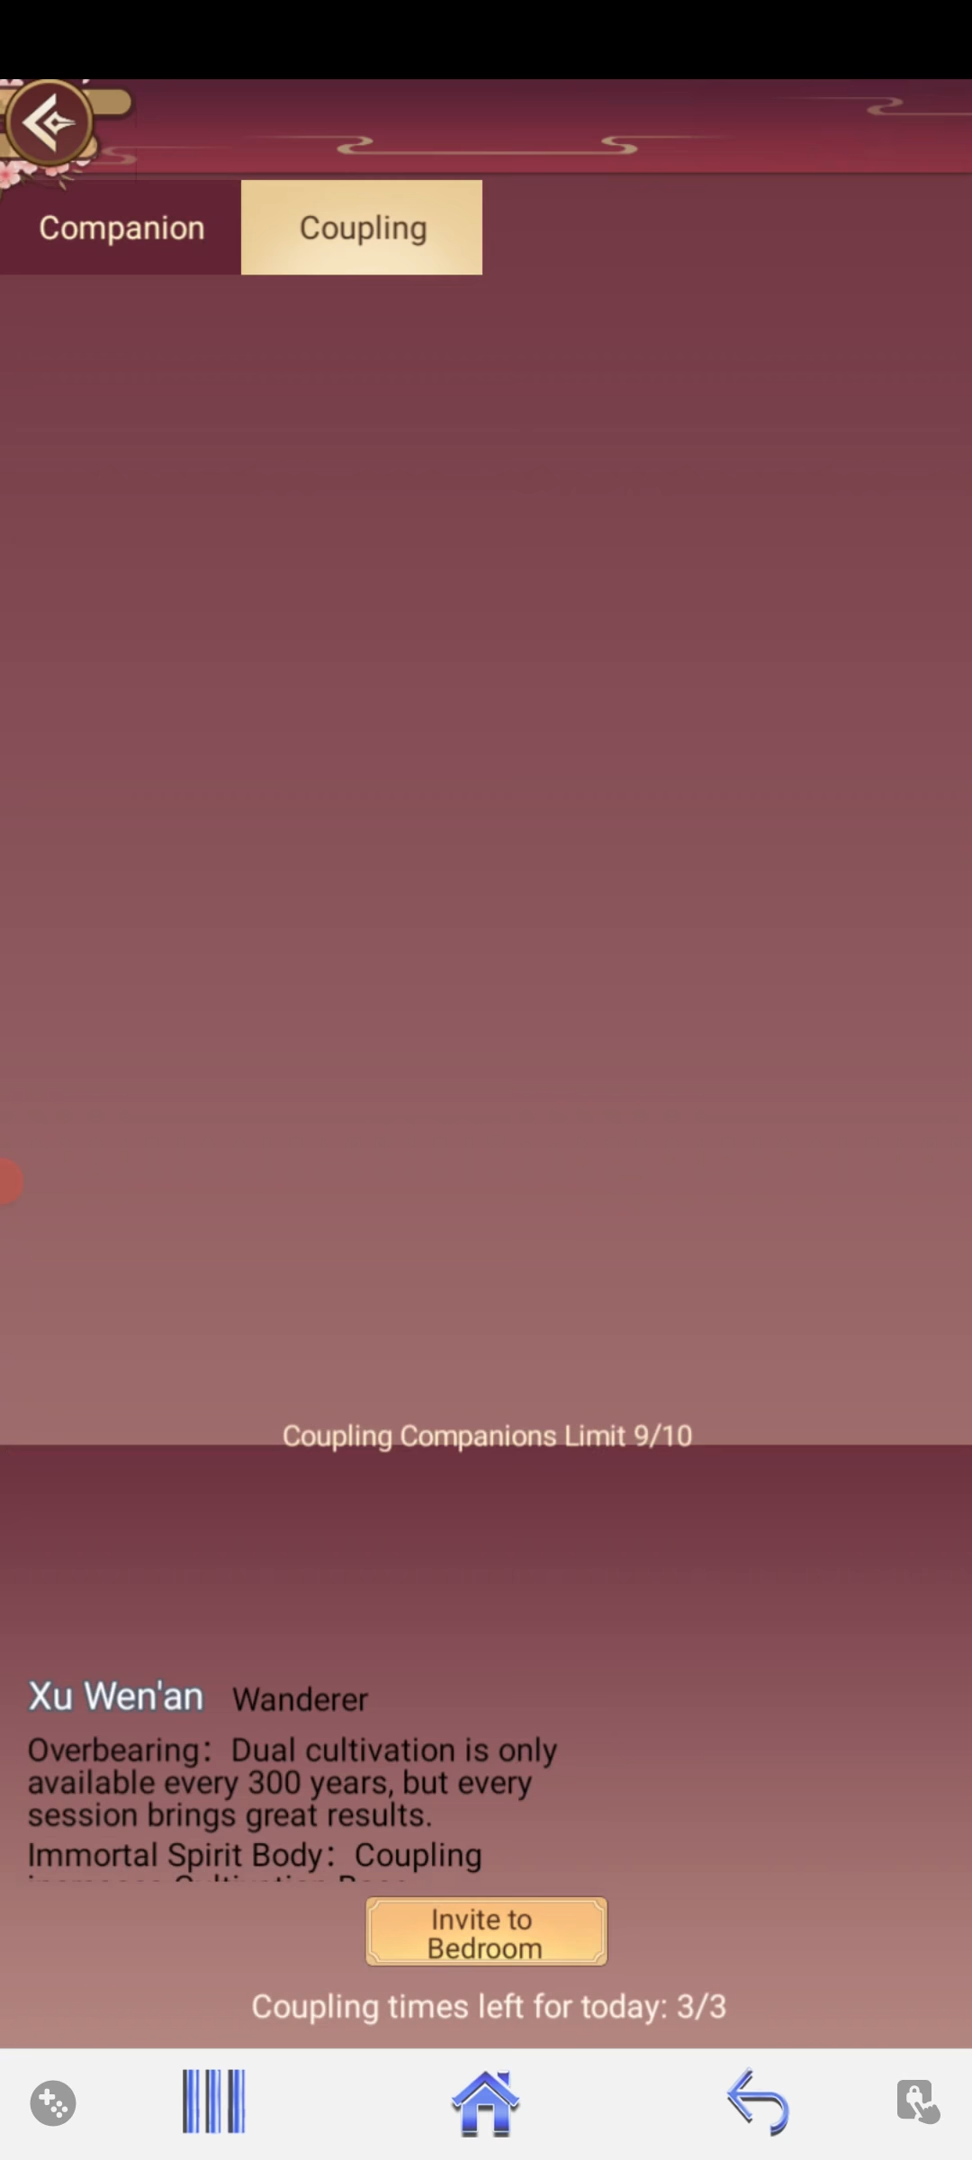 Companion
Coupling
Coupling Companions Limit 9/10
Xu Wen'an Wanderer
Overbearing: Dual cultivation is only
available every 300 years, but every
session brings great results.
Immortal Spirit Body: Coupling
Invite to
Bedroom
Coupling times left for today: 3/3